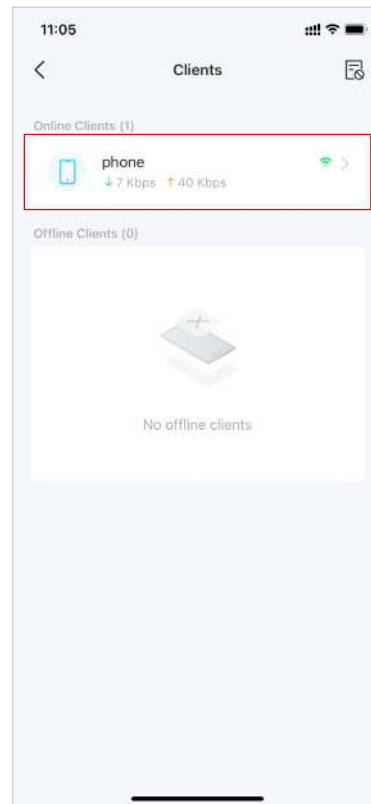 11:05
Clients
Online Clients (1)
phone
↓ 7 Kbps ↑ 40 Kbps
Offline Clients (0)
No offline clients